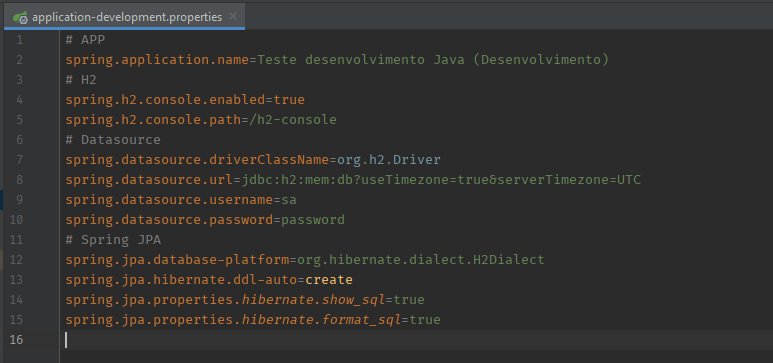 application-development.properties
1 # APP
2 spring.application.name=Teste desenvolvimento Java (Desenvolvimento)
3 # H2
4 spring.h2.console.enabled=true
5 spring.h2.console.path=/h2-console
6 # Datasource
7 spring.datasource.driverClassName=org.h2.Driver
8 spring.datasource.url=jdbc:h2:mem:db?useTimezone=true&serverTimezone=UTC
9 spring.datasource.username=sa
10 spring.datasource.password=password
11 # Spring JPA
12 spring.jpa.database-platform=org.hibernate.dialect.H2Dialect
13 spring.jpa.hibernate.ddl-auto=create
14 spring.jpa.properties.hibernate.show_sql=true
15 spring.jpa.properties.hibernate.format_sql=true
16